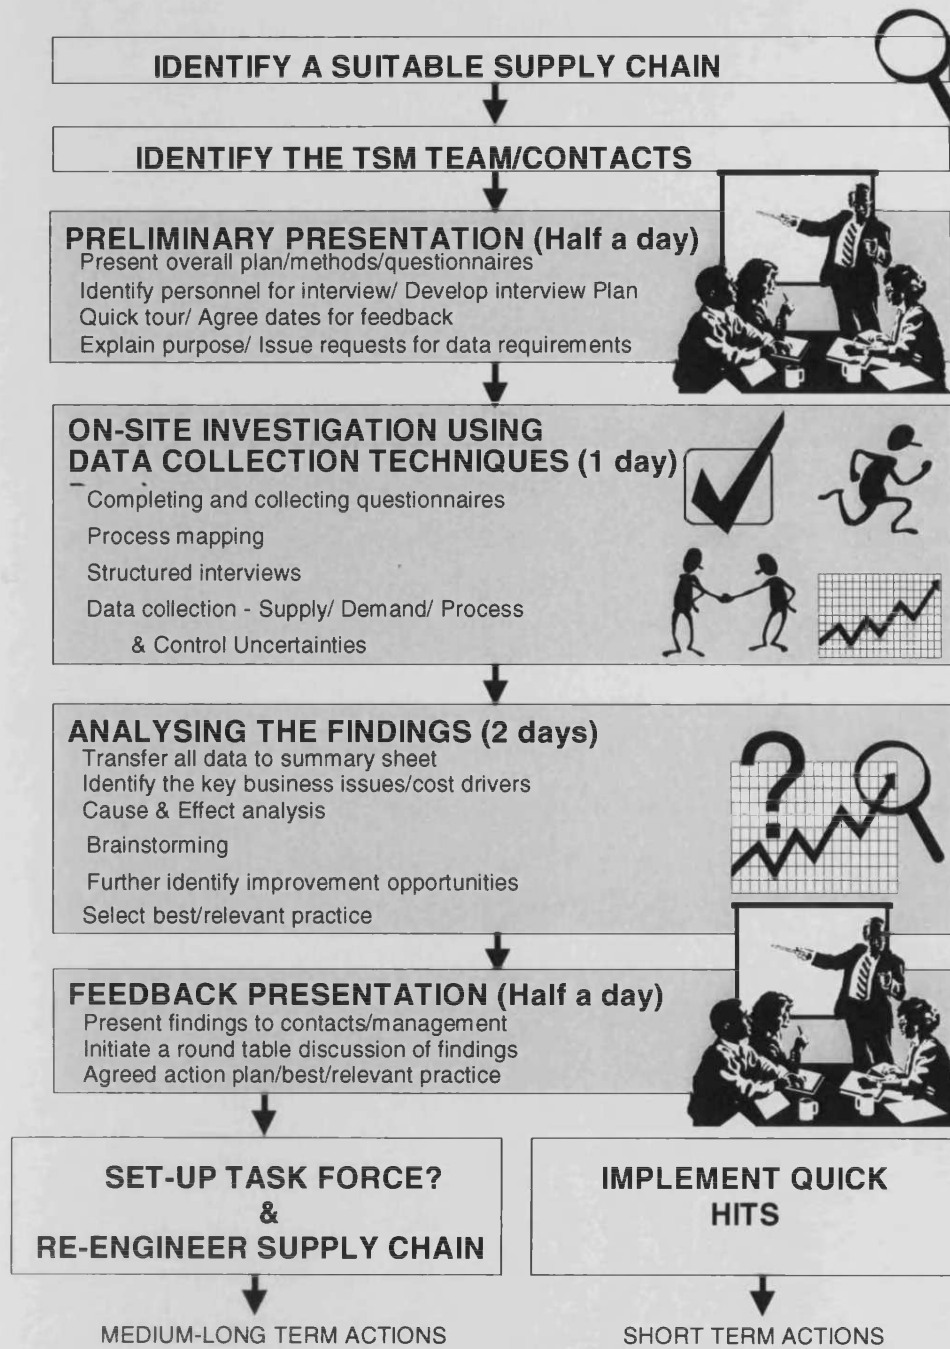 IDENTIFY A SUITABLE SUPPLY CHAIN
IDENTIFY THE TSM TEAM/CONTACTS
PRELIMINARY PRESENTATION (Half a day)
Present overall plan/methods/questionnaires
Identify personnel for interview/ Develop interview Plan
Quick tour/ Agree dates for feedback
Explain purpose/ Issue requests for data requirements
ON-SITE INVESTIGATION USING
DATA COLLECTION TECHNIQUES (1 day)
Completing and collecting questionnaires
Process mapping
Structured interviews
Data collection - Supply/ Demand/ Process
& Control Uncertainties
ANALYSING THE FINDINGS (2 days)
Transfer all data to summary sheet
Identify the key business issues/cost drivers
Cause & Effect analysis
Brainstorming
Further identify improvement opportunities
Select best/relevant practice
FEEDBACK PRESENTATION (Half a day)
Present findings to contacts/management
Initiate a round table discussion of findings
Agreed action plan/best/relevant practice
SET-UP TASK FORCE?
&
RE-ENGINEER SUPPLY CHAIN
MEDIUM-LONG TERM ACTIONS
IMPLEMENT QUICK
HITS
SHORT TERM ACTIONS